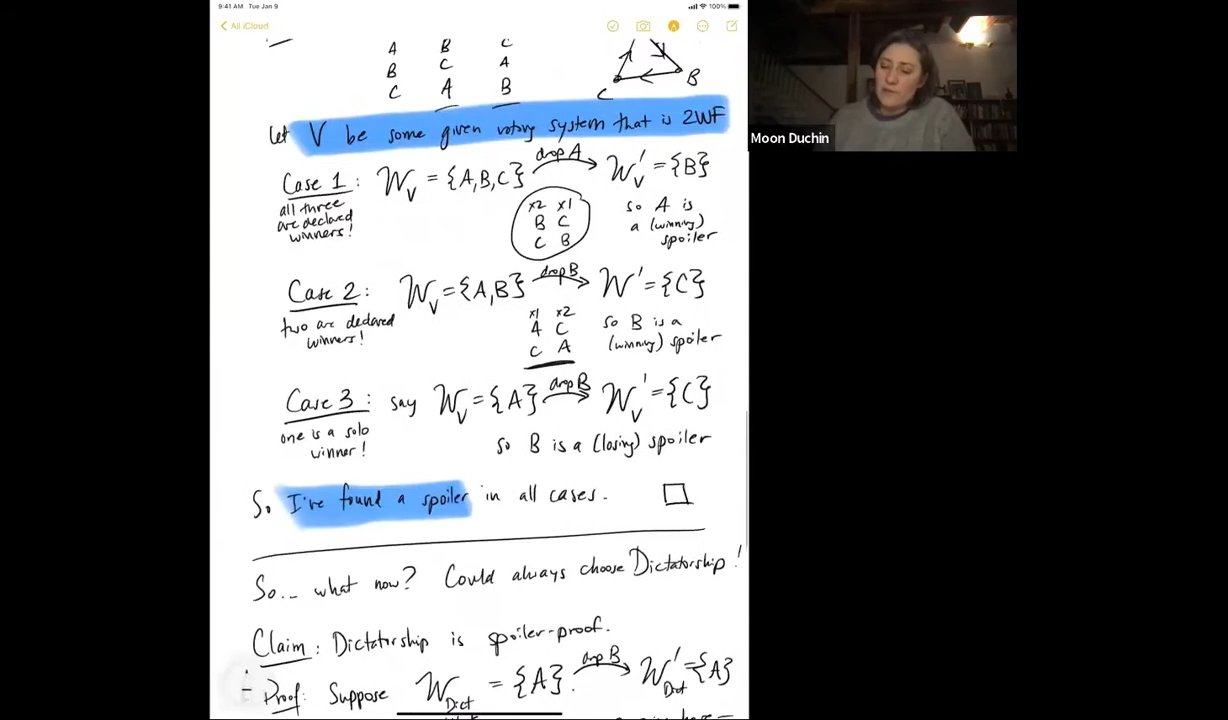 9:41 AM Tue Jan 9
100%
All iCloud
A B C
B C A
C A B
B
C
Let V be some given voting system that is 2WF
Case 1: W_V = {A,B,C} drop A W'_V = {B}
all three are declared winners!
x2 x1
B C
C B
so A is a (winning) spoiler
Case 2: W_V = {A,B} drop B W' = {C}
two are declared winners!
x1 x2
A C
C A
so B is a (winning) spoiler
Case 3: say W_V = {A} drop B W'_V = {C}
one is a solo winner!
so B is a (losing) spoiler
So I've found a spoiler in all cases.
So... what now? Could always choose Dictatorship!
Claim: Dictatorship is spoiler-proof.
Proof: Suppose W_Dict = {A}. drop B W'_Dict = {A}
Moon Duchin